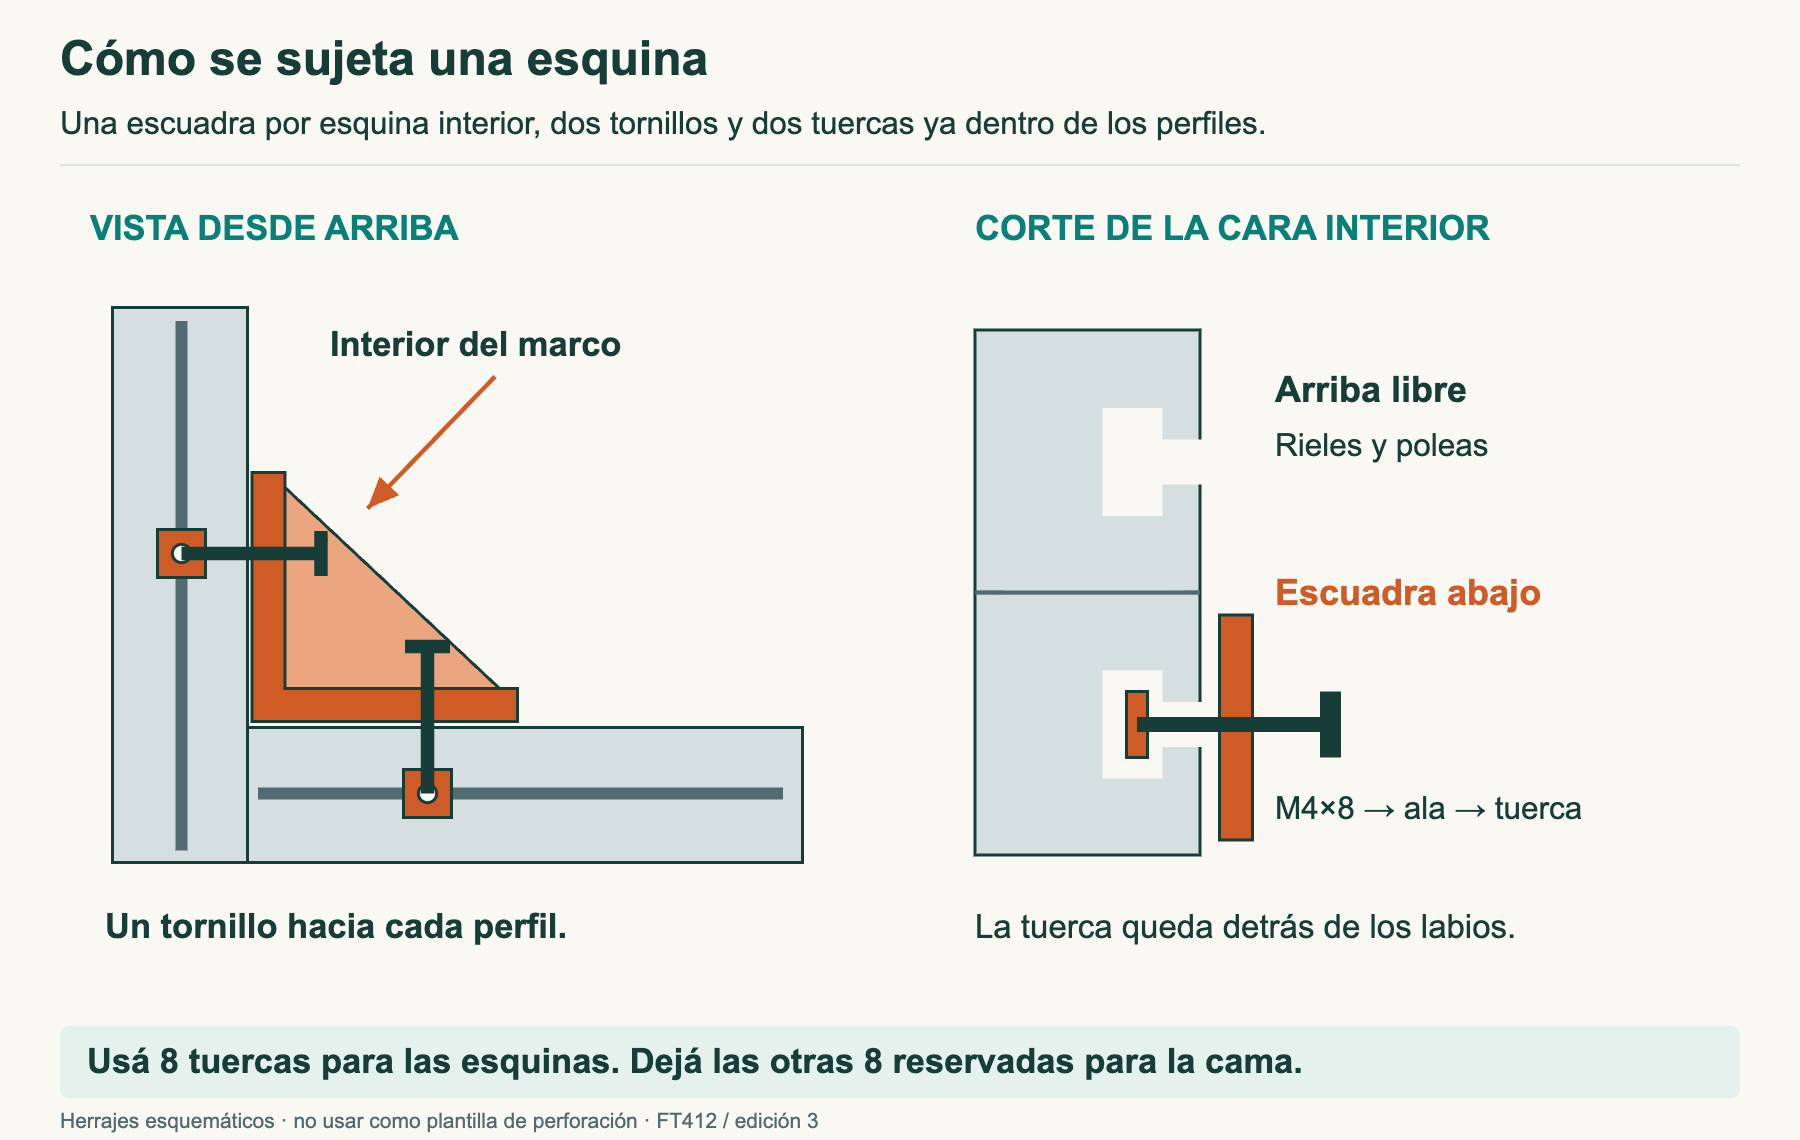 Cómo se sujeta una esquina
Una escuadra por esquina interior, dos tornillos y dos tuercas ya dentro de los perfiles.
VISTA DESDE ARRIBA
Interior del marco
Un tornillo hacia cada perfil.
CORTE DE LA CARA INTERIOR
Arriba libre
Rieles y poleas
Escuadra abajo
M4×8 → ala → tuerca
La tuerca queda detrás de los labios.
Usá 8 tuercas para las esquinas. Dejá las otras 8 reservadas para la cama.
Herrajes esquemáticos · no usar como plantilla de perforación · FT412 / edición 3